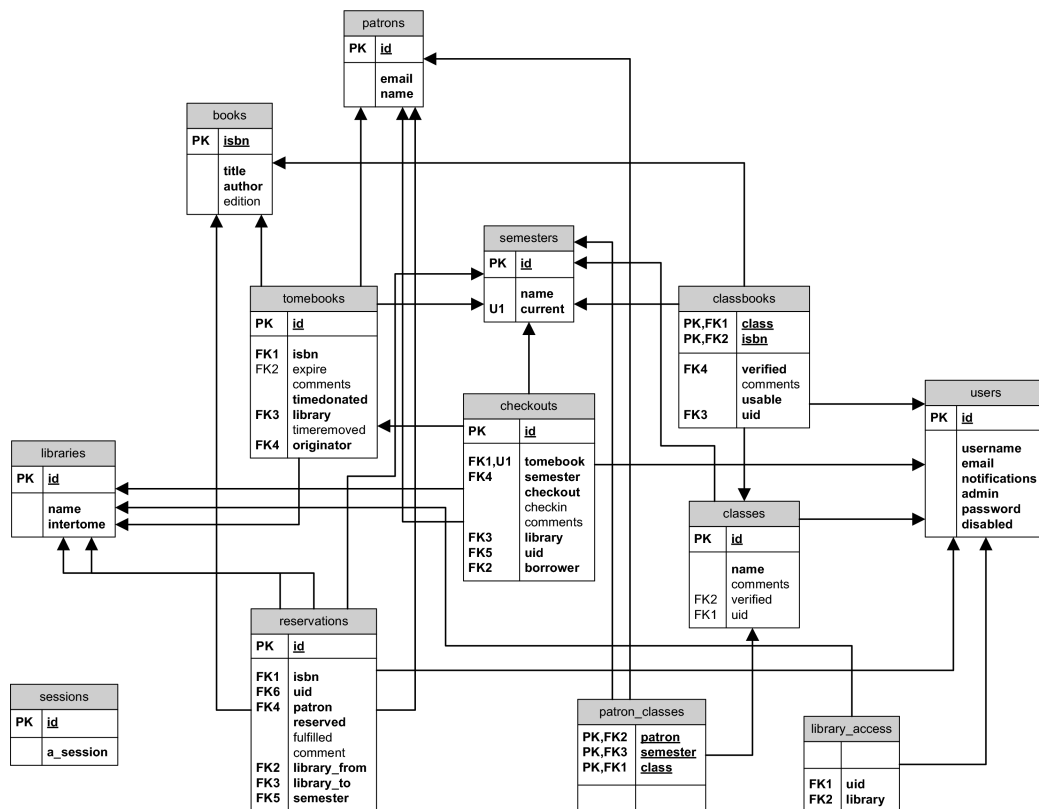 patrons
PK id
email
name
books
PK isbn
title
author
edition
semesters
PK id
name
U1 current
tomebooks
PK id
FK1 isbn
FK2 expire
comments
timedonated
FK3 library
timeremoved
FK4 originator
classbooks
PK,FK1 class
PK,FK2 isbn
FK4 verified
comments
usable
FK3 uid
users
PK id
username
email
notifications
admin
password
disabled
checkouts
PK id
FK1,U1 tomebook
FK4 semester
checkout
checkin
comments
FK3 library
FK5 uid
FK2 borrower
libraries
PK id
name
intertome
classes
PK id
name
comments
FK2 verified
FK1 uid
reservations
PK id
FK1 isbn
FK6 uid
FK4 patron
reserved
fulfilled
comment
FK2 library_from
FK3 library_to
FK5 semester
sessions
PK id
a_session
patron_classes
PK,FK2 patron
PK,FK3 semester
PK,FK1 class
library_access
FK1 uid
FK2 library